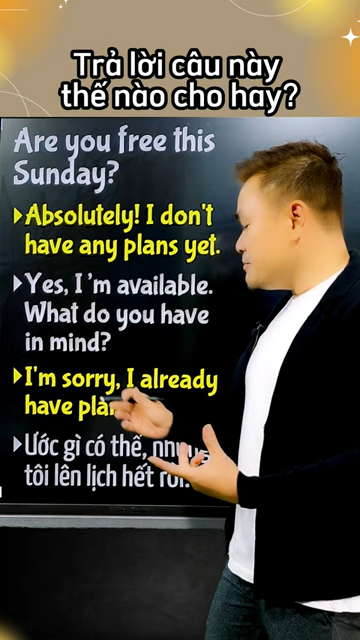 Trả lời câu này
thế nào cho hay?
Are you free this
Sunday?
Absolutely! I don't
have any plans yet.
Yes, I'm available.
What do you have
in mind?
I'm sorry, I already
have
Ước gì có thể,
tôi lên lịch hết rồi.